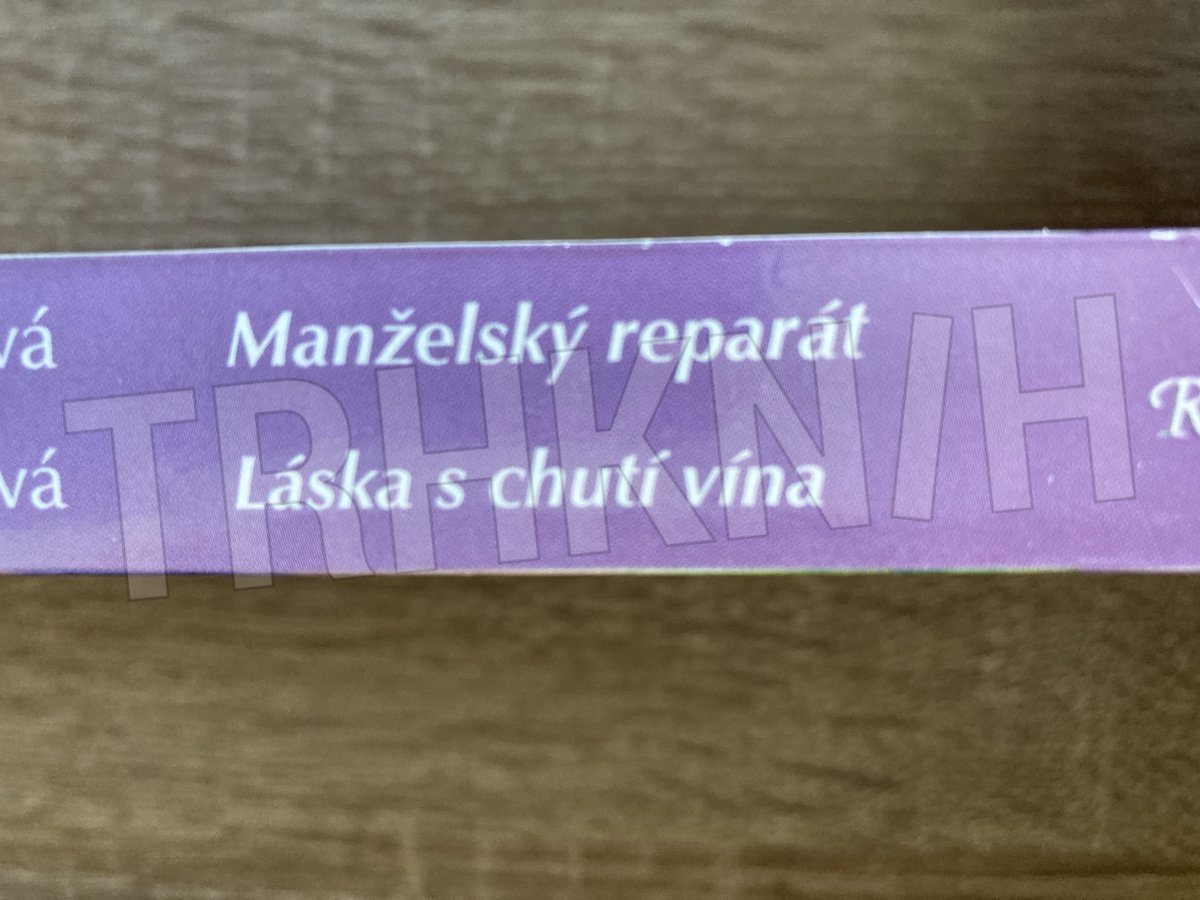 vá Manželský reparát
vá Láska s chutí vína
R
TRHKNIH